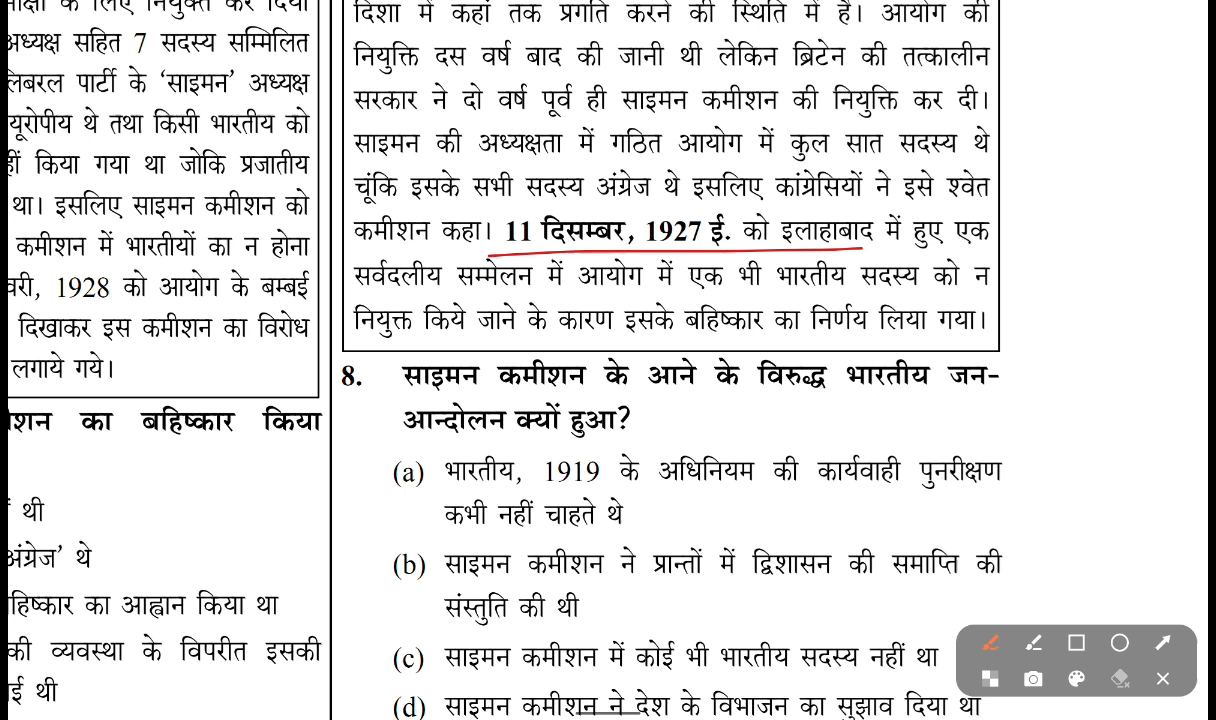 अध्यक्ष सहित 7 सदस्य सम्मिलित
लिबरल पार्टी के ‘साइमन’ अध्यक्ष
यूरोपीय थे तथा किसी भारतीय को
हीं किया गया था जोकि प्रजातीय
था। इसलिए साइमन कमीशन को
कमीशन में भारतीयों का न होना
वरी, 1928 को आयोग के बम्बई
दिखाकर इस कमीशन का विरोध
लगाये गये।
शन का बहिष्कार किया
थी
अंग्रेज’ थे
हिष्कार का आह्वान किया था
की व्यवस्था के विपरीत इसकी
ई थी
दिशा में कहां तक प्रगति करने की स्थिति में हैं। आयोग की
नियुक्ति दस वर्ष बाद की जानी थी लेकिन ब्रिटेन की तत्कालीन
सरकार ने दो वर्ष पूर्व ही साइमन कमीशन की नियुक्ति कर दी।
साइमन की अध्यक्षता में गठित आयोग में कुल सात सदस्य थे
चूंकि इसके सभी सदस्य अंग्रेज थे इसलिए कांग्रेसियों ने इसे श्वेत
कमीशन कहा। 11 दिसम्बर, 1927 ई. को इलाहाबाद में हुए एक
सर्वदलीय सम्मेलन में आयोग में एक भी भारतीय सदस्य को न
नियुक्त किये जाने के कारण इसके बहिष्कार का निर्णय लिया गया।
8. साइमन कमीशन के आने के विरुद्ध भारतीय जन-
आन्दोलन क्यों हुआ?
(a) भारतीय, 1919 के अधिनियम की कार्यवाही पुनरीक्षण
कभी नहीं चाहते थे
(b) साइमन कमीशन ने प्रान्तों में द्विशासन की समाप्ति की
संस्तुति की थी
(c) साइमन कमीशन में कोई भी भारतीय सदस्य नहीं था
(d) साइमन कमीशन ने देश के विभाजन का सुझाव दिया था